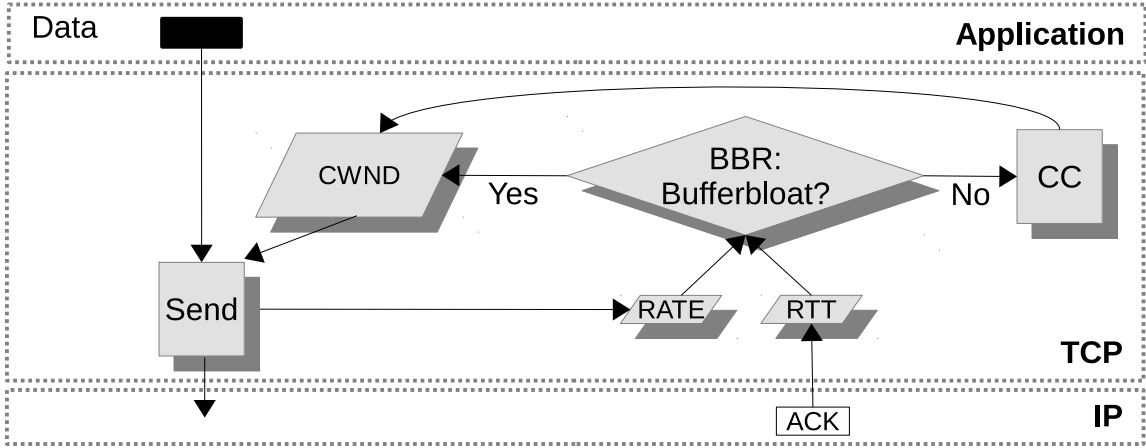 Data
Application
CWND
BBR:
Bufferbloat?
CC
Yes
No
Send
RATE
RTT
TCP
ACK
IP